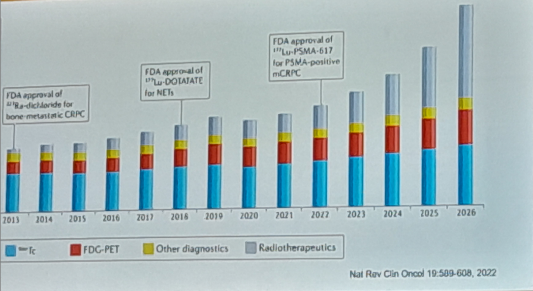 FDA approval of
¹⁷⁷Lu-PSMA-617
for PSMA-positive
mCRPC
FDA approval of
¹⁷⁷Lu-DOTATATE
for NETs
FDA approval of
²²³Ra-dichloride for
bone-metastatic CRPC
2013 2014 2015 2016 2017 2018 2019 2020 2021 2022 2023 2024 2025 2026
⁹⁹ᵐTc FDG-PET Other diagnostics Radiotherapeutics
Nat Rev Clin Oncol 19:589-608, 2022